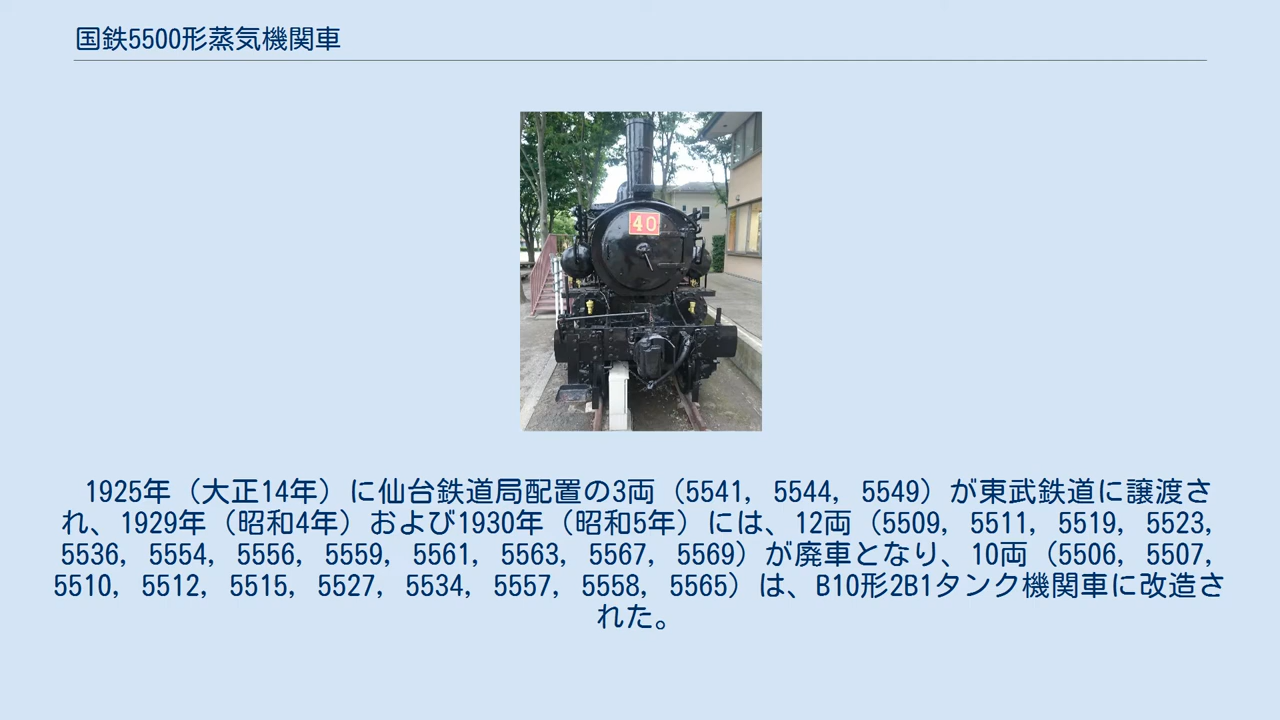 国鉄5500形蒸気機関車
40
1925年（大正14年）に仙台鉄道局配置の3両（5541, 5544, 5549）が東武鉄道に譲渡さ
れ、1929年（昭和4年）および1930年（昭和5年）には、12両（5509, 5511, 5519, 5523,
5536, 5554, 5556, 5559, 5561, 5563, 5567, 5569）が廃車となり、10両（5506, 5507,
5510, 5512, 5515, 5527, 5534, 5557, 5558, 5565）は、B10形2B1タンク機関車に改造さ
れた。